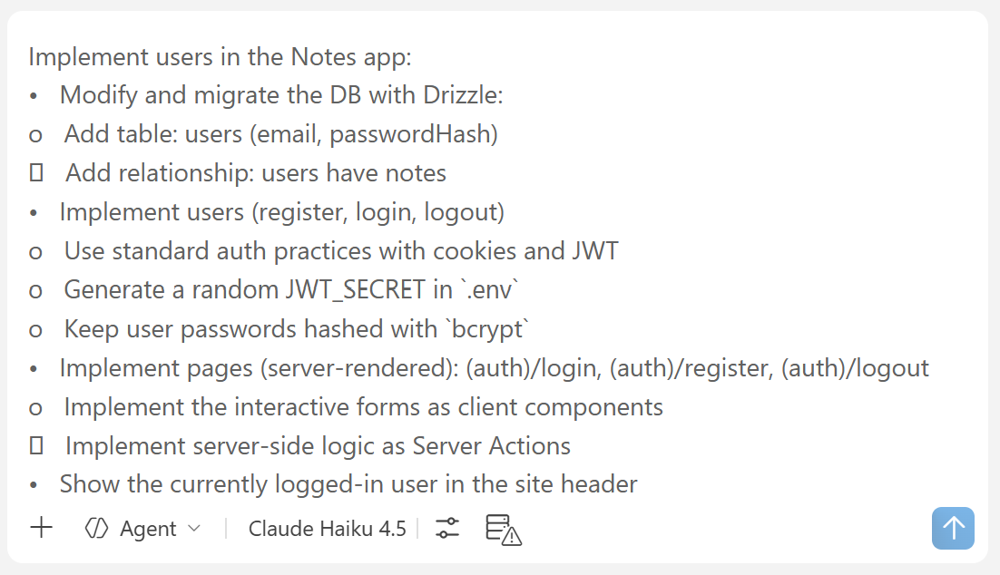 Implement users in the Notes app:
• Modify and migrate the DB with Drizzle:
o Add table: users (email, passwordHash)
▯ Add relationship: users have notes
• Implement users (register, login, logout)
o Use standard auth practices with cookies and JWT
o Generate a random JWT_SECRET in `.env`
o Keep user passwords hashed with `bcrypt`
• Implement pages (server-rendered): (auth)/login, (auth)/register, (auth)/logout
o Implement the interactive forms as client components
▯ Implement server-side logic as Server Actions
• Show the currently logged-in user in the site header
Agent Claude Haiku 4.5